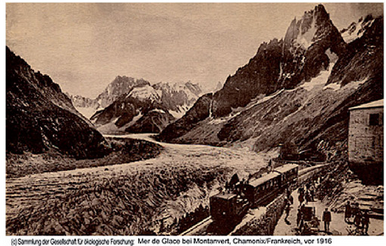 (c) Sammlung der Gesellschaft für ökologische Forschung: Mer de Glace bei Montanvert, Chamonix/Frankreich, vor 1916